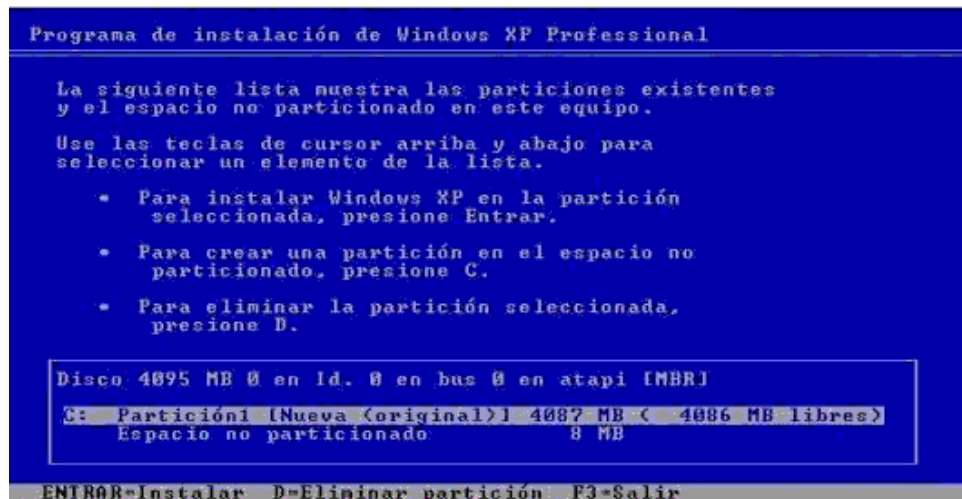 Programa de instalación de Windows XP Professional
La siguiente lista muestra las particiones existentes
y el espacio no particionado en este equipo.
Use las teclas de cursor arriba y abajo para
seleccionar un elemento de la lista.
• Para instalar Windows XP en la partición
seleccionada, presione Entrar.
• Para crear una partición en el espacio no
particionado, presione C.
• Para eliminar la partición seleccionada,
presione D.
Disco 4095 MB 0 en Id. 0 en bus 0 en atapi [MBR]
C: Partición1 [Nueva (original)] 4087 MB ( 4086 MB libres)
Espacio no particionado 8 MB
ENTRAR=Instalar D=Eliminar partición F3=Salir